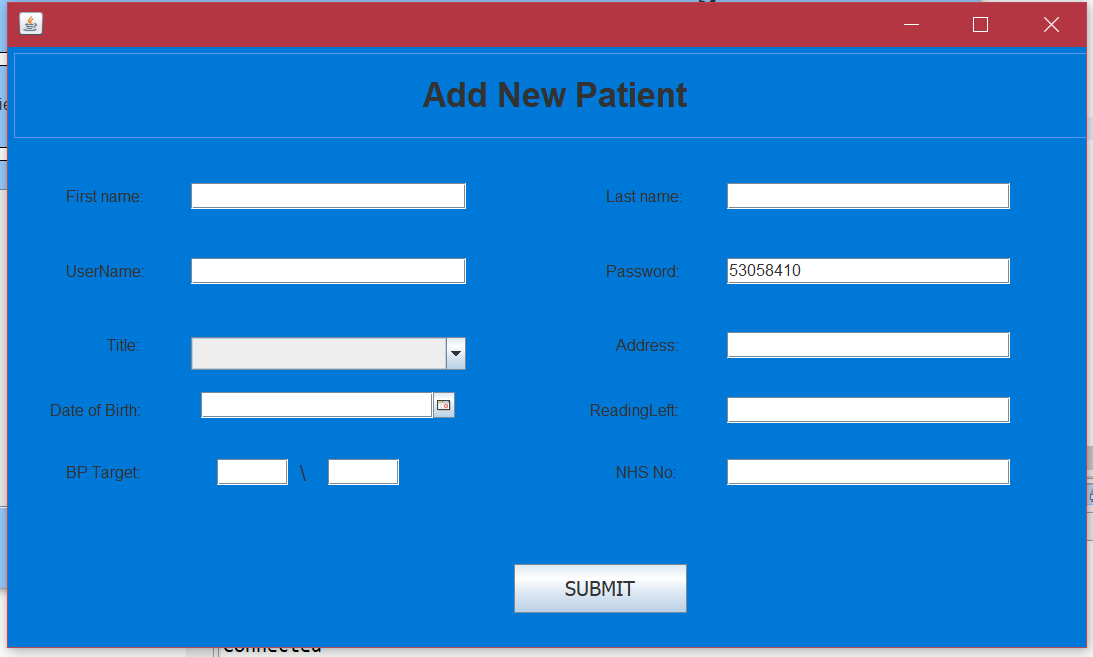 Add New Patient
First name:
Last name:
UserName:
Password: 53058410
Title:
Address:
Date of Birth:
ReadingLeft:
BP Target: \
NHS No:
SUBMIT